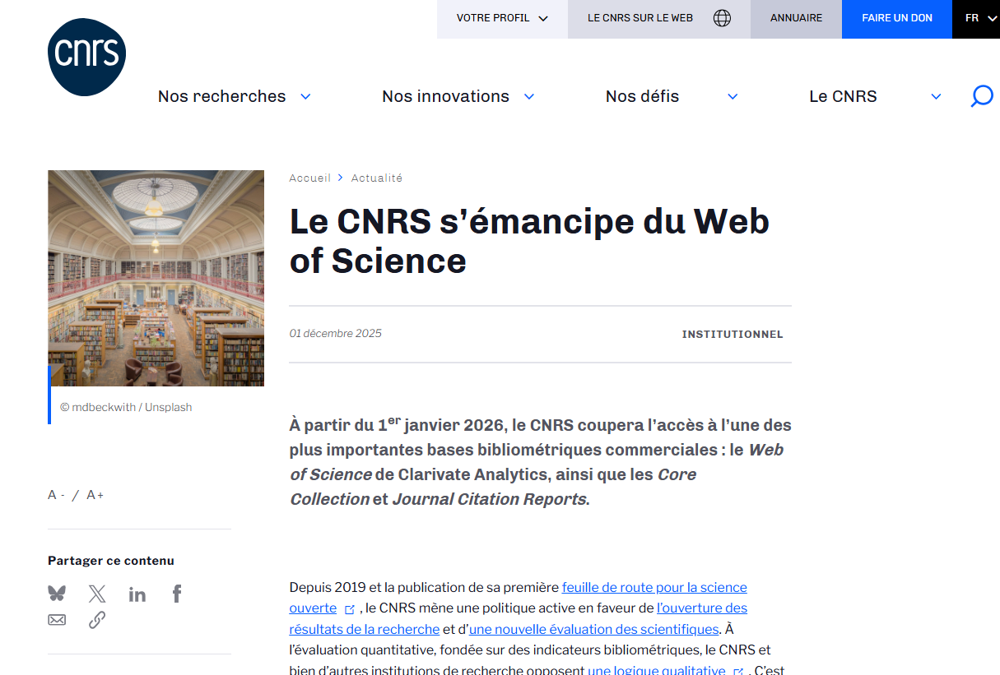 VOTRE PROFIL
LE CNRS SUR LE WEB
ANNUAIRE
FAIRE UN DON
FR
cnrs
Nos recherches
Nos innovations
Nos défis
Le CNRS
Accueil
Actualité
Le CNRS s’émancipe du Web
of Science
01 décembre 2025
INSTITUTIONNEL
© mdbeckwith / Unsplash
À partir du 1er janvier 2026, le CNRS coupera l’accès à l’une des
plus importantes bases bibliométriques commerciales : le Web
of Science de Clarivate Analytics, ainsi que les Core
Collection et Journal Citation Reports.
A - / A+
Partager ce contenu
Depuis 2019 et la publication de sa première feuille de route pour la science
ouverte , le CNRS mène une politique active en faveur de l’ouverture des
résultats de la recherche et d’une nouvelle évaluation des scientifiques. À
l’évaluation quantitative, fondée sur des indicateurs bibliométriques, le CNRS et
bien d’autres institutions de recherche opposent une logique qualitative . C’est